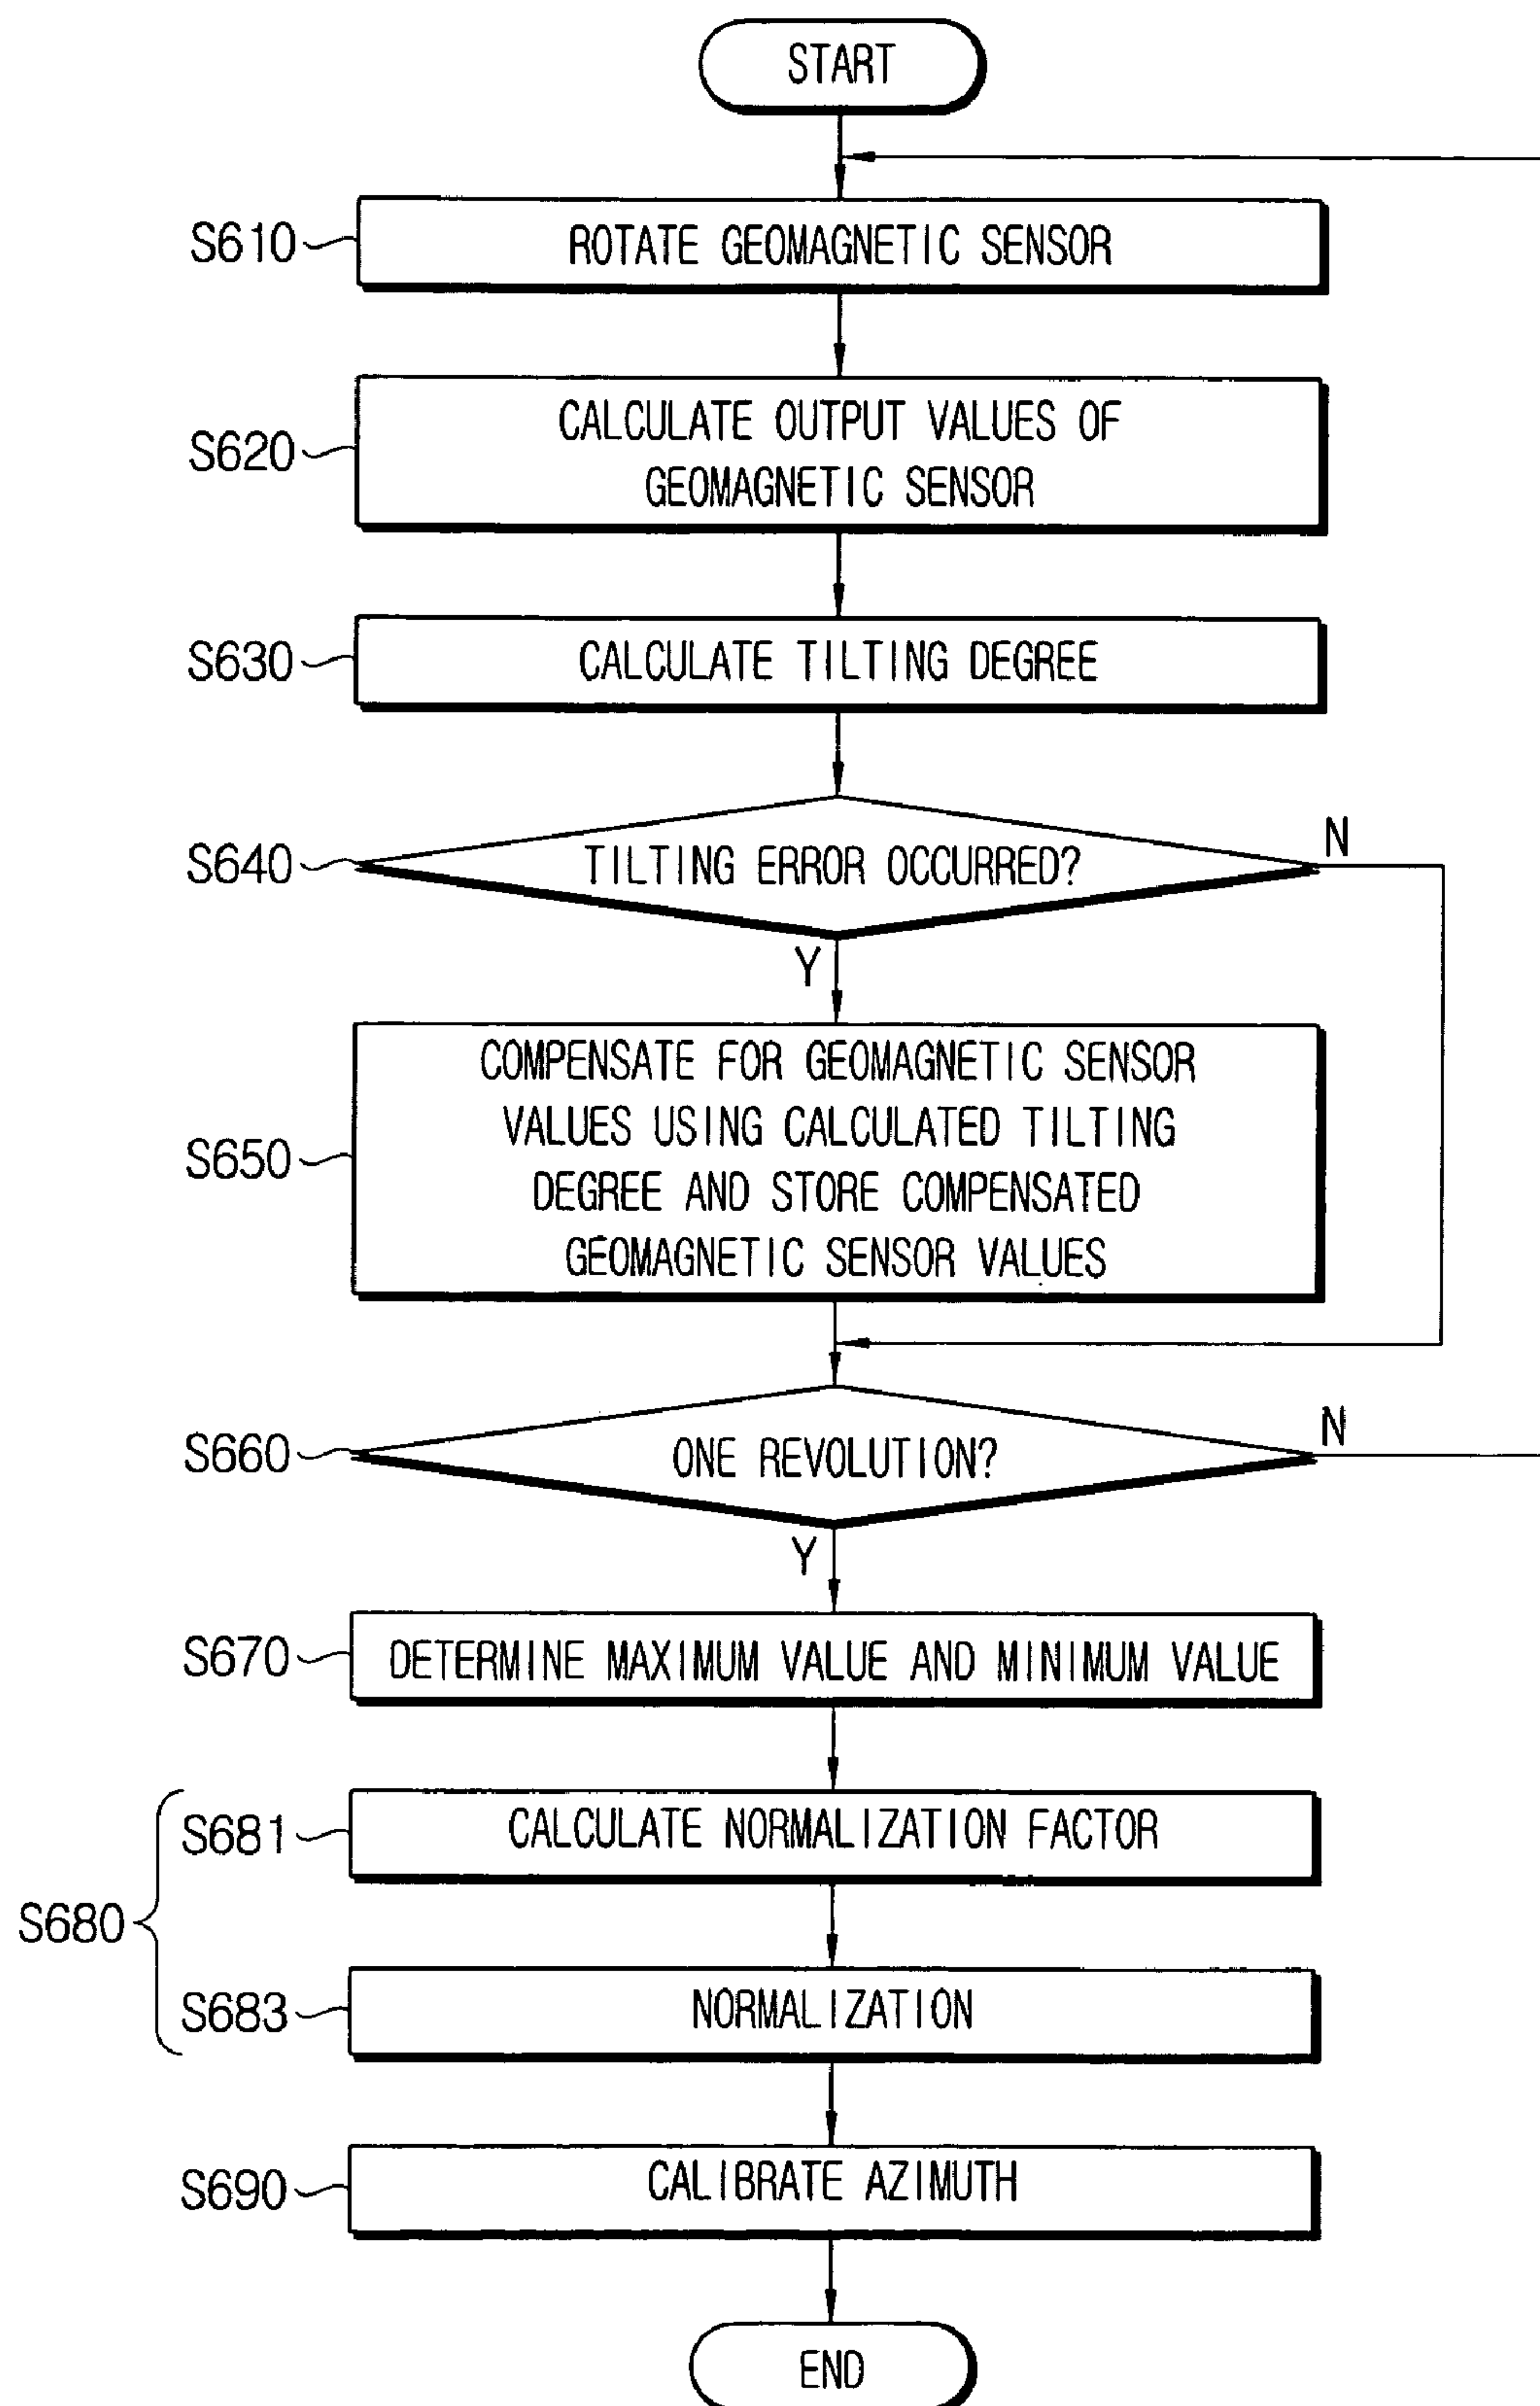 START
S610
ROTATE GEOMAGNETIC SENSOR
S620
CALCULATE OUTPUT VALUES OF
GEOMAGNETIC SENSOR
S630
CALCULATE TILTING DEGREE
S640
TILTING ERROR OCCURRED?
N
Y
S650
COMPENSATE FOR GEOMAGNETIC SENSOR
VALUES USING CALCULATED TILTING
DEGREE AND STORE COMPENSATED
GEOMAGNETIC SENSOR VALUES
S660
ONE REVOLUTION?
N
Y
S670
DETERMINE MAXIMUM VALUE AND MINIMUM VALUE
S680
S681
CALCULATE NORMALIZATION FACTOR
S683
NORMALIZATION
S690
CALIBRATE AZIMUTH
END